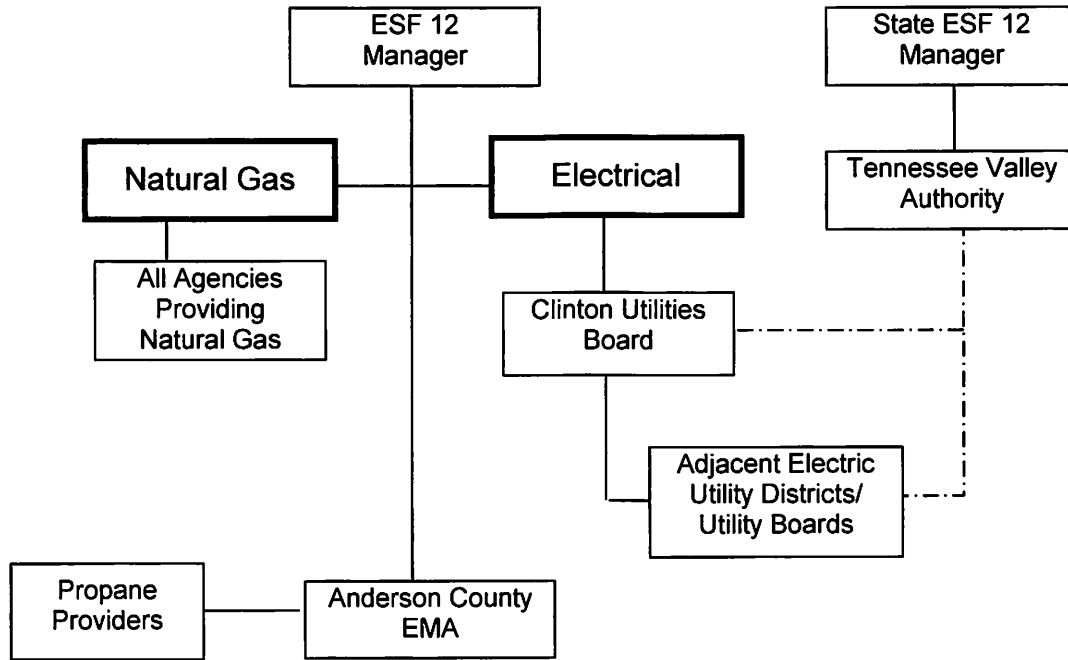 ESF 12
Manager
State ESF 12
Manager
Natural Gas
Electrical
Tennessee Valley
Authority
All Agencies
Providing
Natural Gas
Clinton Utilities
Board
Adjacent Electric
Utility Districts/
Utility Boards
Propane
Providers
Anderson County
EMA